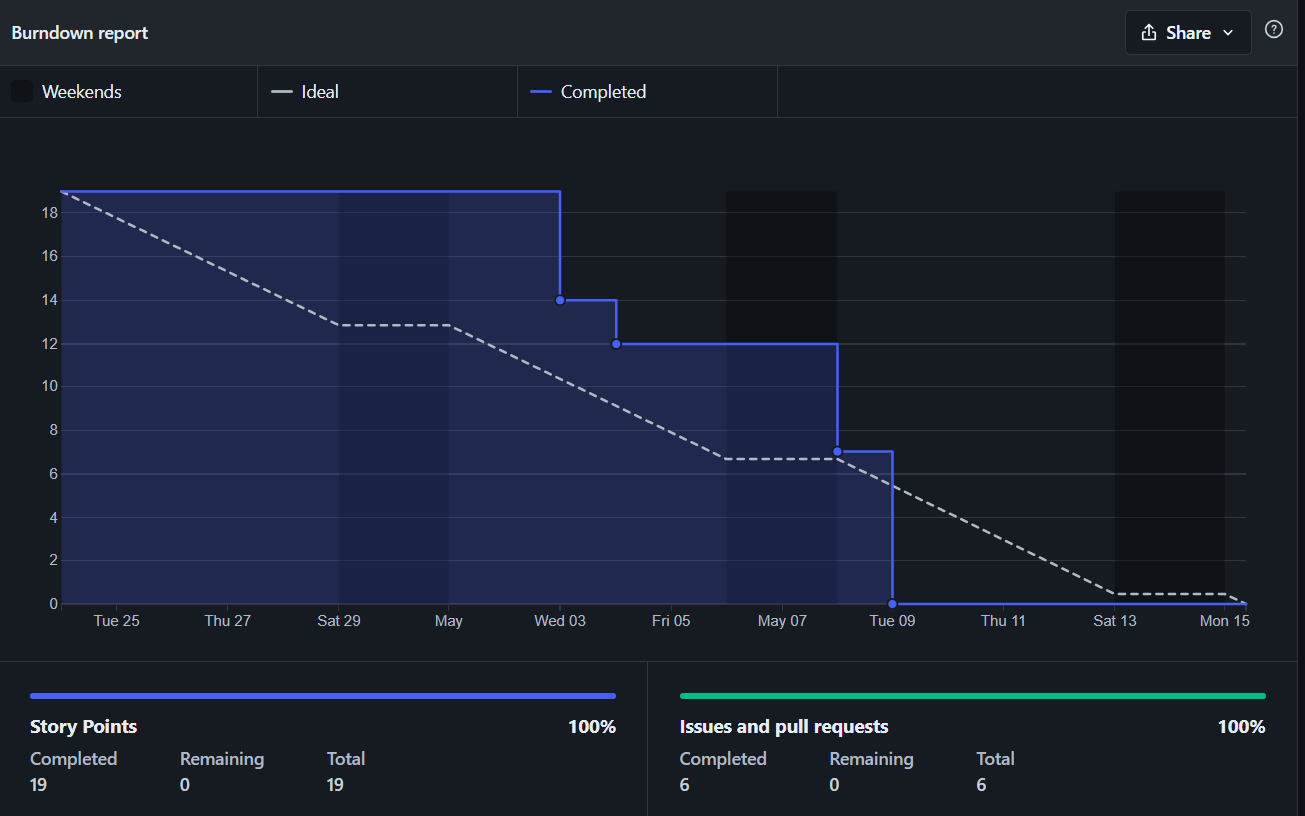 Burndown report
Share
Weekends
Ideal
Completed
18
16
14
12
10
8
6
4
2
0
Tue 25 Thu 27 Sat 29 May Wed 03 Fri 05 May 07 Tue 09 Thu 11 Sat 13 Mon 15
Story Points 100%
Completed Remaining Total
19 0 19
Issues and pull requests 100%
Completed Remaining Total
6 0 6